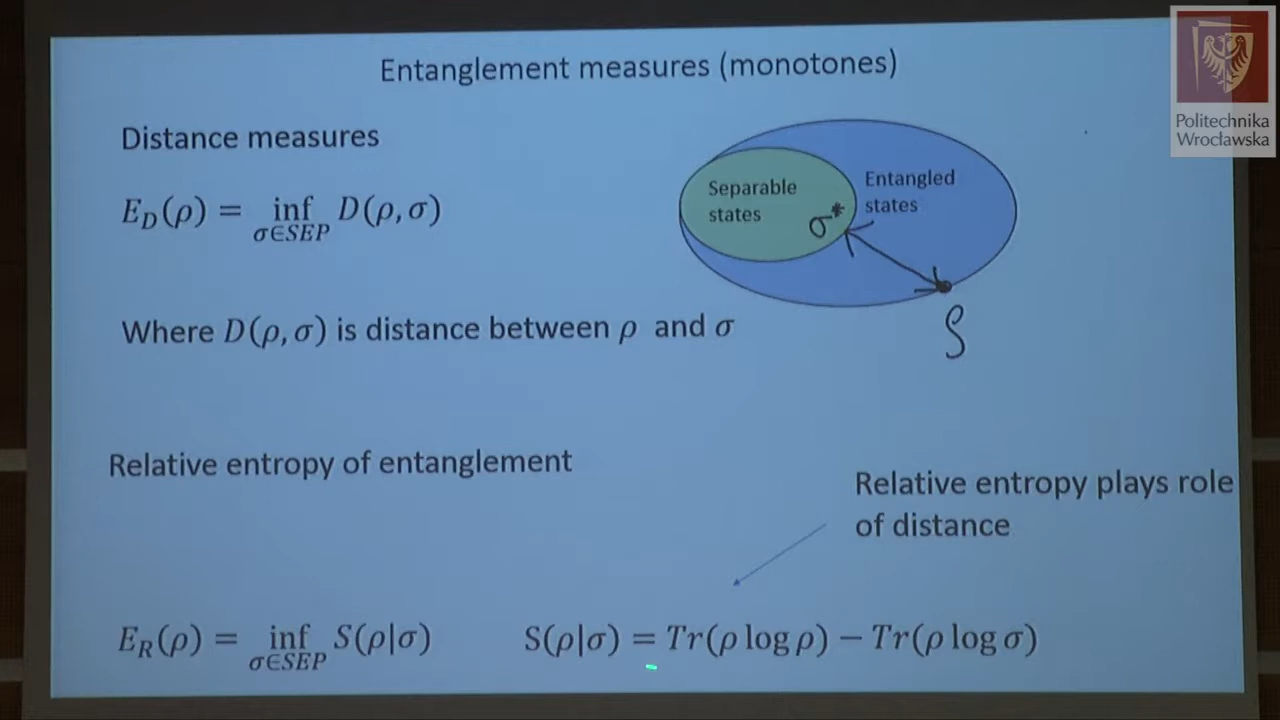 Entanglement measures (monotones)
Politechnika
Wrocławska
Distance measures
E_D(ρ) = inf_{σ∈SEP} D(ρ, σ)
Separable
states
Entangled
states
σ*
ρ
Where D(ρ, σ) is distance between ρ and σ
Relative entropy of entanglement
Relative entropy plays role
of distance
E_R(ρ) = inf_{σ∈SEP} S(ρ|σ)
S(ρ|σ) = Tr(ρ log ρ) − Tr(ρ log σ)